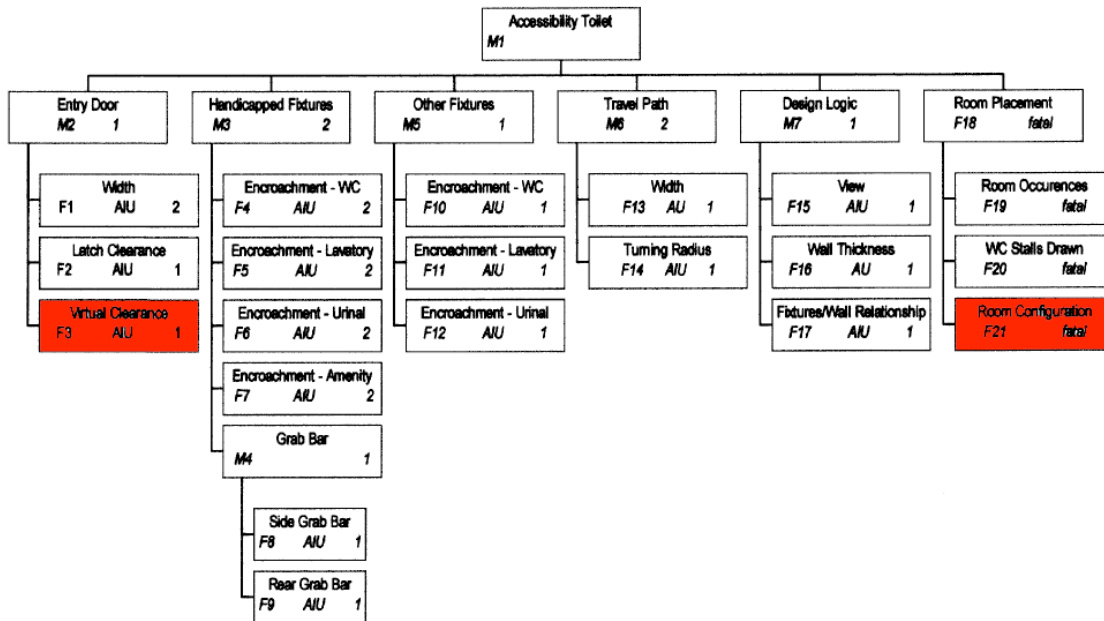 Accessibility Toilet
M1
Entry Door
M2 1
Handicapped Fixtures
M3 2
Other Fixtures
M5 1
Travel Path
M6 2
Design Logic
M7 1
Room Placement
F18 fatal
Width
F1 AIU 2
Latch Clearance
F2 AIU 1
Virtual Clearance
F3 AIU 1
Encroachment - WC
F4 AIU 2
Encroachment - Lavatory
F5 AIU 2
Encroachment - Urinal
F6 AIU 2
Encroachment - Amenity
F7 AIU 2
Grab Bar
M4 1
Side Grab Bar
F8 AIU 1
Rear Grab Bar
F9 AIU 1
Encroachment - WC
F10 AIU 1
Encroachment - Lavatory
F11 AIU 1
Encroachment - Urinal
F12 AIU 1
Width
F13 AU 1
Turning Radius
F14 AIU 1
View
F15 AIU 1
Wall Thickness
F16 AU 1
Fixtures/Wall Relationship
F17 AIU 1
Room Occurences
F19 fatal
WC Stalls Drawn
F20 fatal
Room Configuration
F21 fatal